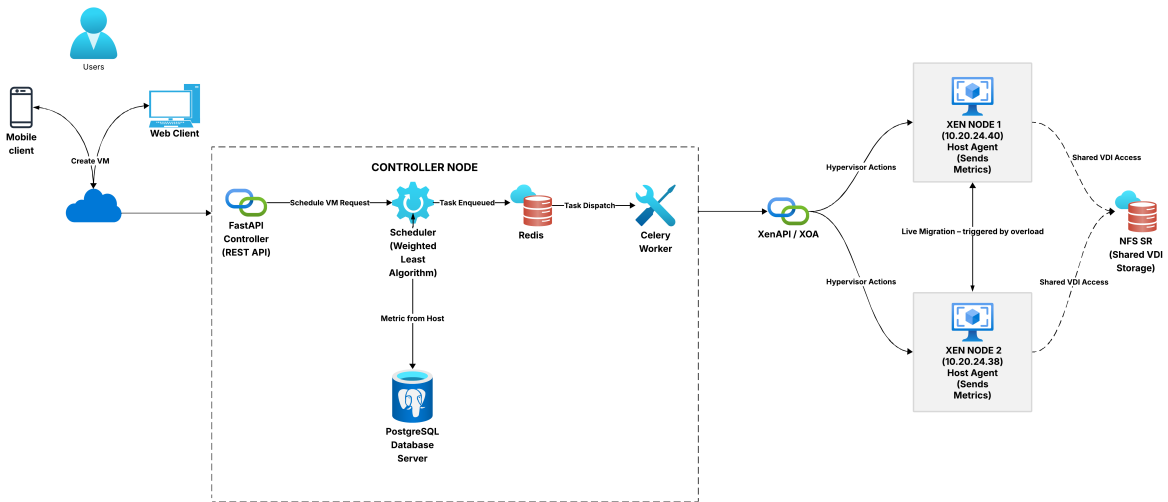 Users
Mobile
client
Web Client
Create VM
CONTROLLER NODE
FastAPI
Controller
(REST API)
Schedule VM Request
Scheduler
(Weighted
Least
Algorithm)
Task Enqueued
Redis
Task Dispatch
Celery
Worker
Metric from Host
PostgreSQL
Database
Server
XenAPI / XOA
Hypervisor Actions
Hypervisor Actions
XEN NODE 1
(10.20.24.40)
Host Agent
(Sends
Metrics)
Live Migration – triggered by overload
XEN NODE 2
(10.20.24.38)
Host Agent
(Sends
Metrics)
Shared VDI Access
Shared VDI Access
NFS SR
(Shared VDI
Storage)